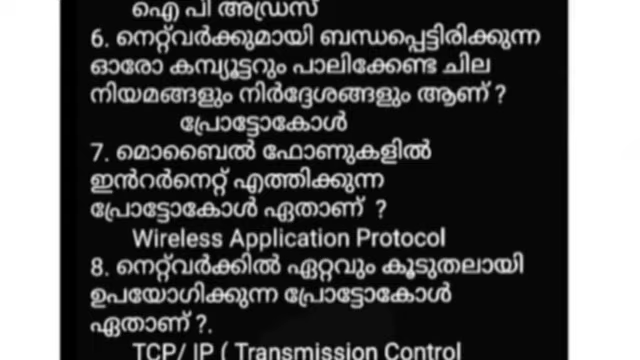 ഐ പി അഡ്രസ്
6. നെറ്റ്‌വർക്കുമായി ബന്ധപ്പെട്ടിരിക്കുന്ന
ഓരോ കമ്പ്യൂട്ടറും പാലിക്കേണ്ട ചില
നിയമങ്ങളും നിർദ്ദേശങ്ങളും ആണ് ?
പ്രോട്ടോകോൾ
7. മൊബൈൽ ഫോണുകളിൽ
ഇൻറർനെറ്റ് എത്തിക്കുന്ന
പ്രോട്ടോകോൾ ഏതാണ് ?
Wireless Application Protocol
8. നെറ്റ്‌വർക്കിൽ ഏറ്റവും കൂടുതലായി
ഉപയോഗിക്കുന്ന പ്രോട്ടോകോൾ
ഏതാണ് ?.
TCP/ IP ( Transmission Control